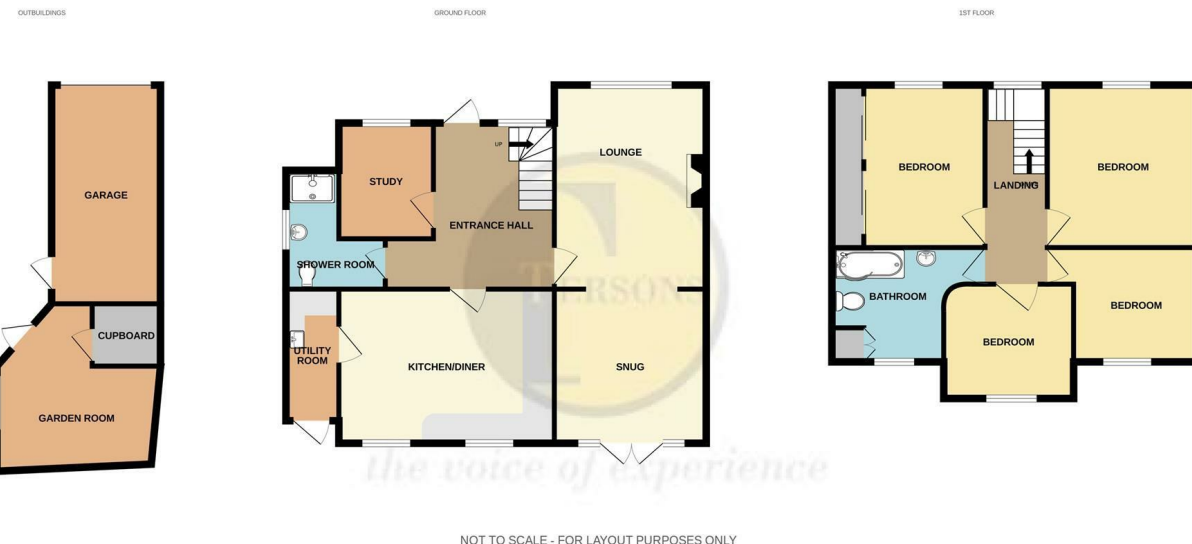 OUTBUILDINGS
GROUND FLOOR
1ST FLOOR
GARAGE
CUPBOARD
GARDEN ROOM
STUDY
UP
ENTRANCE HALL
LOUNGE
SHOWER ROOM
UTILITY
ROOM
KITCHEN/DINER
SNUG
BEDROOM
LANDING
BEDROOM
BATHROOM
BEDROOM
BEDROOM
TERSONS
the voice of experience
NOT TO SCALE - FOR LAYOUT PURPOSES ONLY